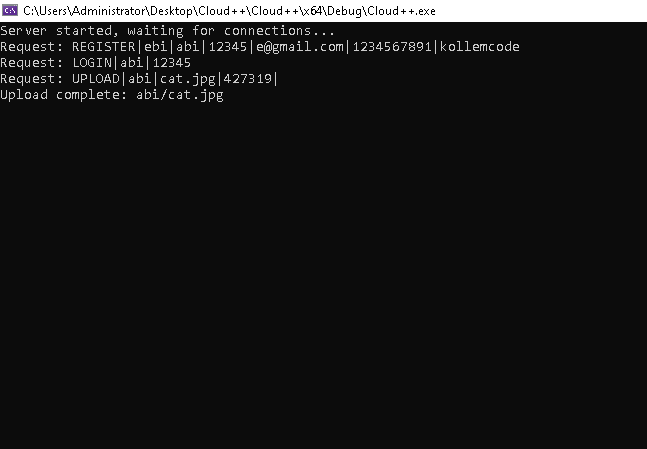 C:\Users\Administrator\Desktop\Cloud++\Cloud++\x64\Debug\Cloud++.exe
Server started, waiting for connections...
Request: REGISTER|ebi|abi|12345|e@gmail.com|1234567891|kollemcode
Request: LOGIN|abi|12345
Request: UPLOAD|abi|cat.jpg|427319|
Upload complete: abi/cat.jpg